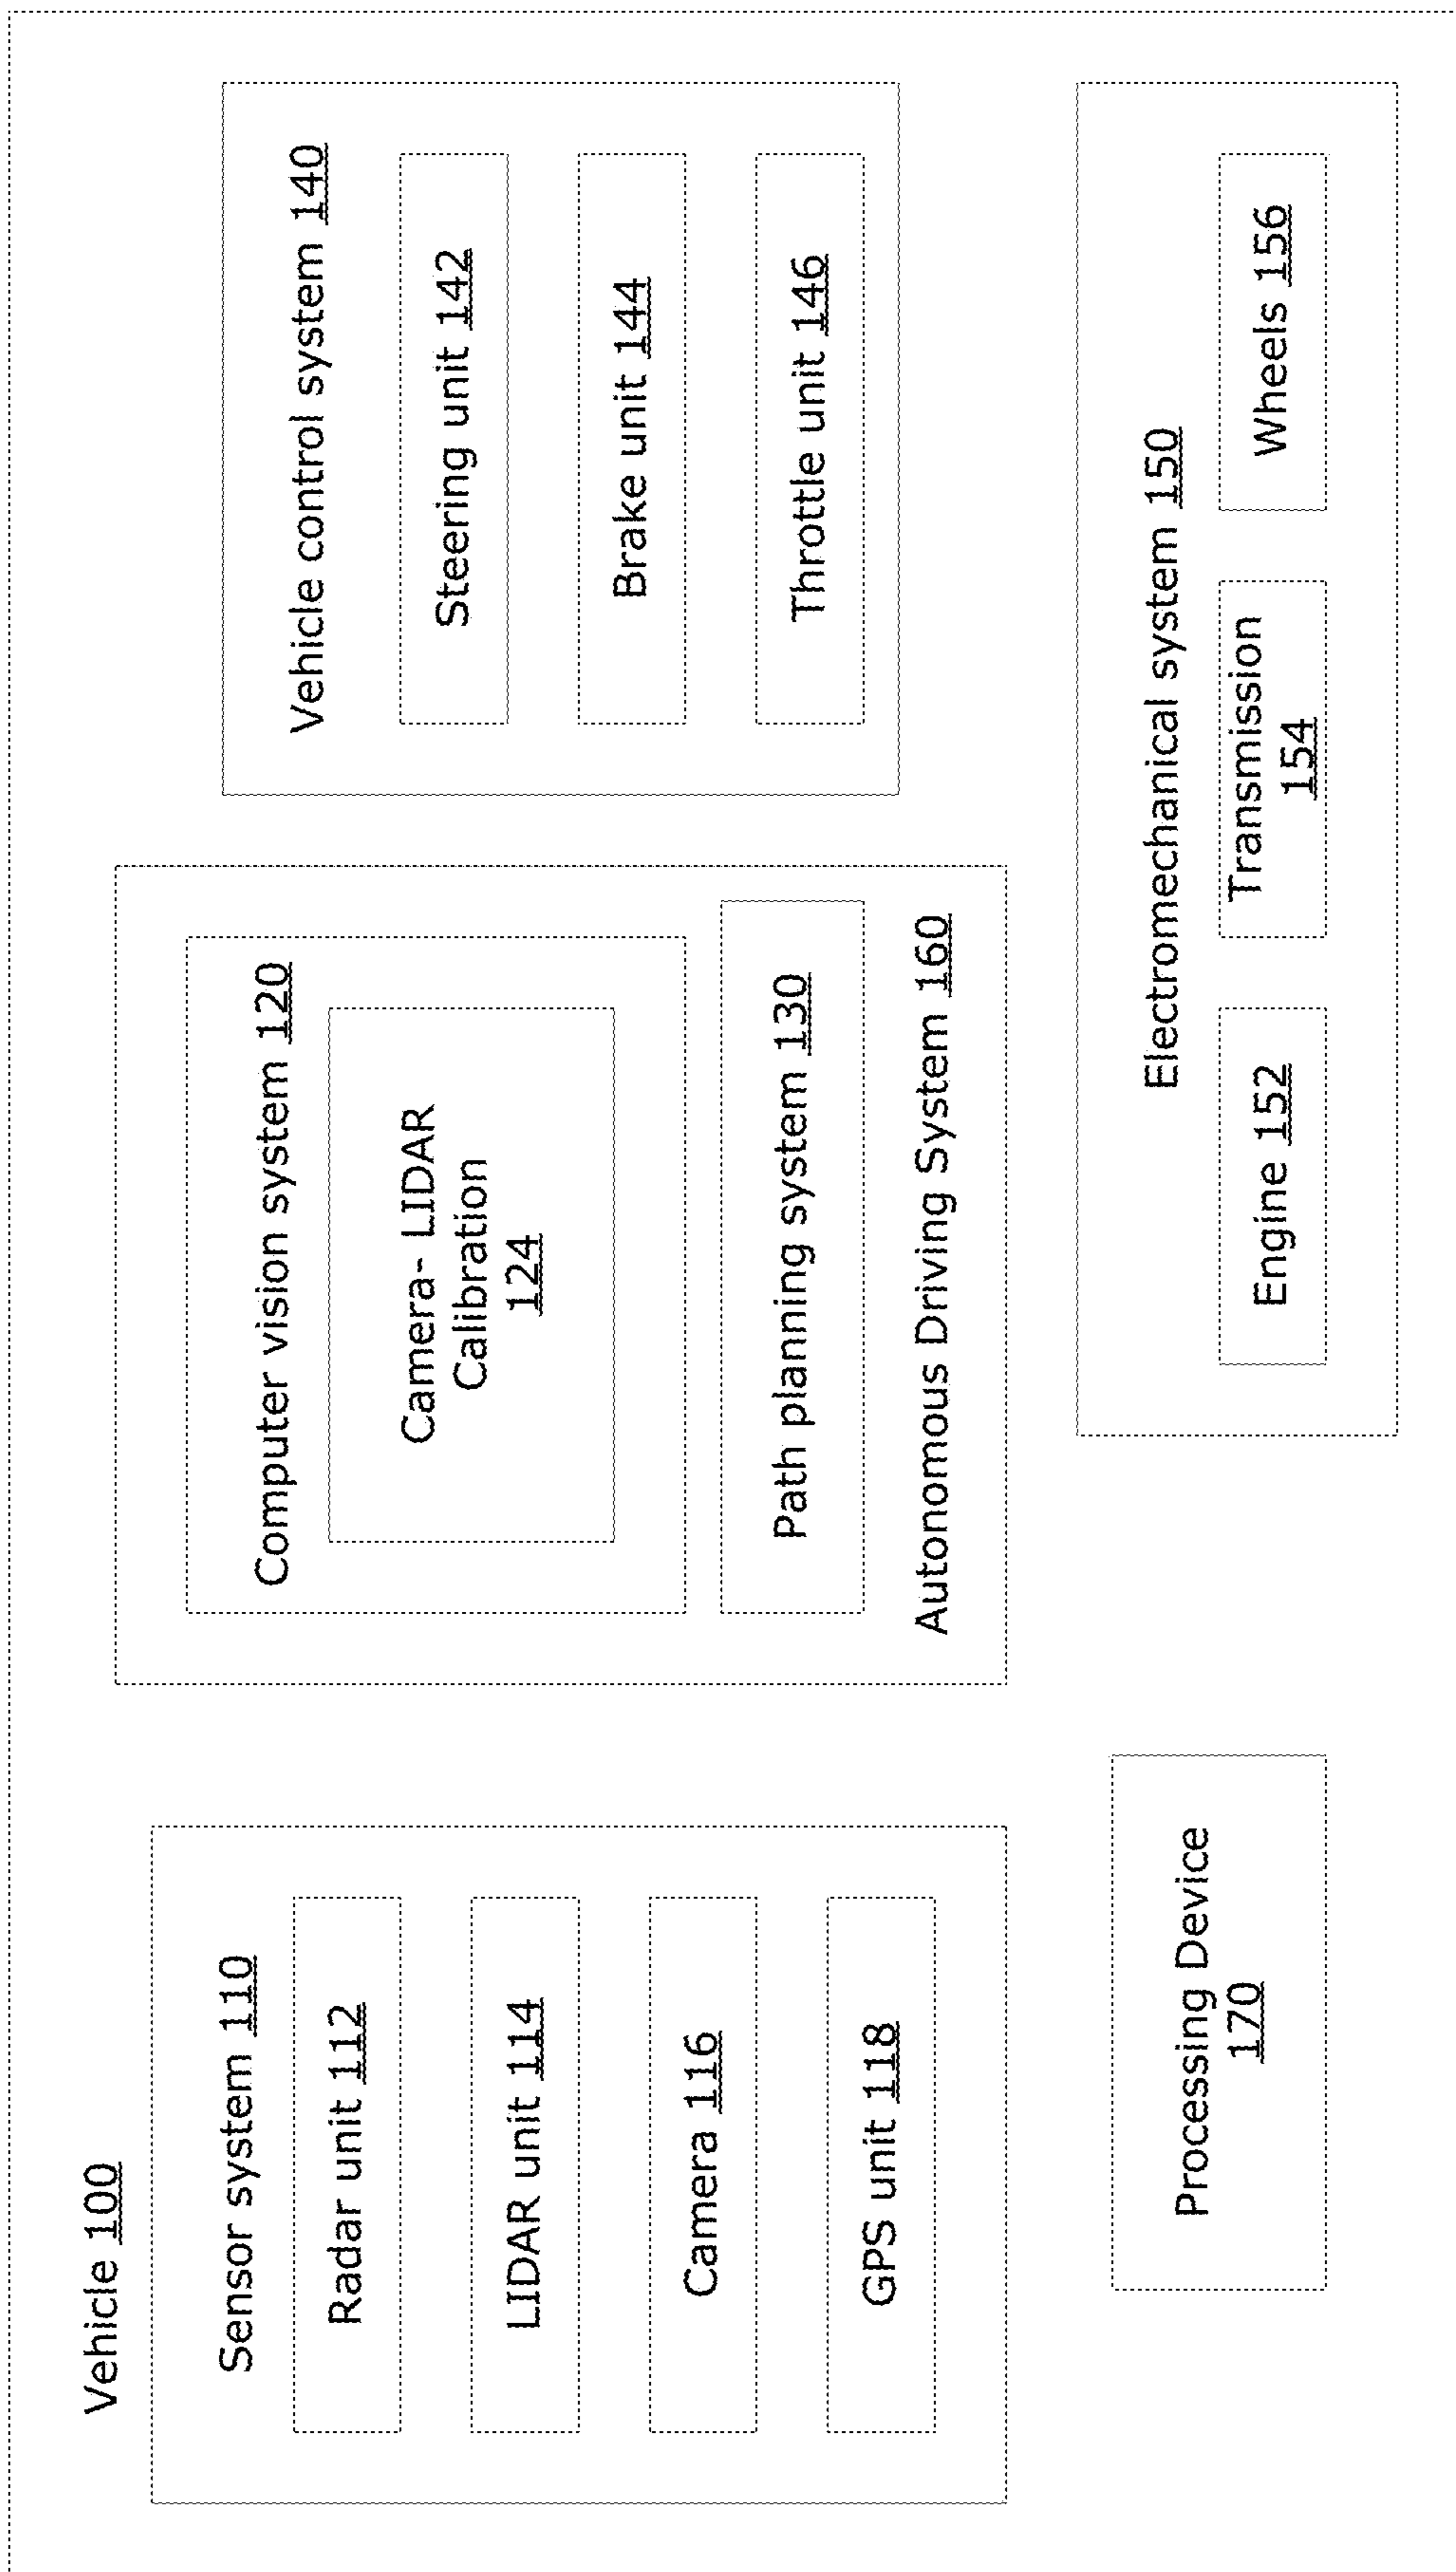 Vehicle 100
Sensor system 110
Radar unit 112
LIDAR unit 114
Camera 116
GPS unit 118
Computer vision system 120
Camera- LIDAR
Calibration
124
Path planning system 130
Autonomous Driving System 160
Vehicle control system 140
Steering unit 142
Brake unit 144
Throttle unit 146
Processing Device
170
Electromechanical system 150
Engine 152
Transmission
154
Wheels 156